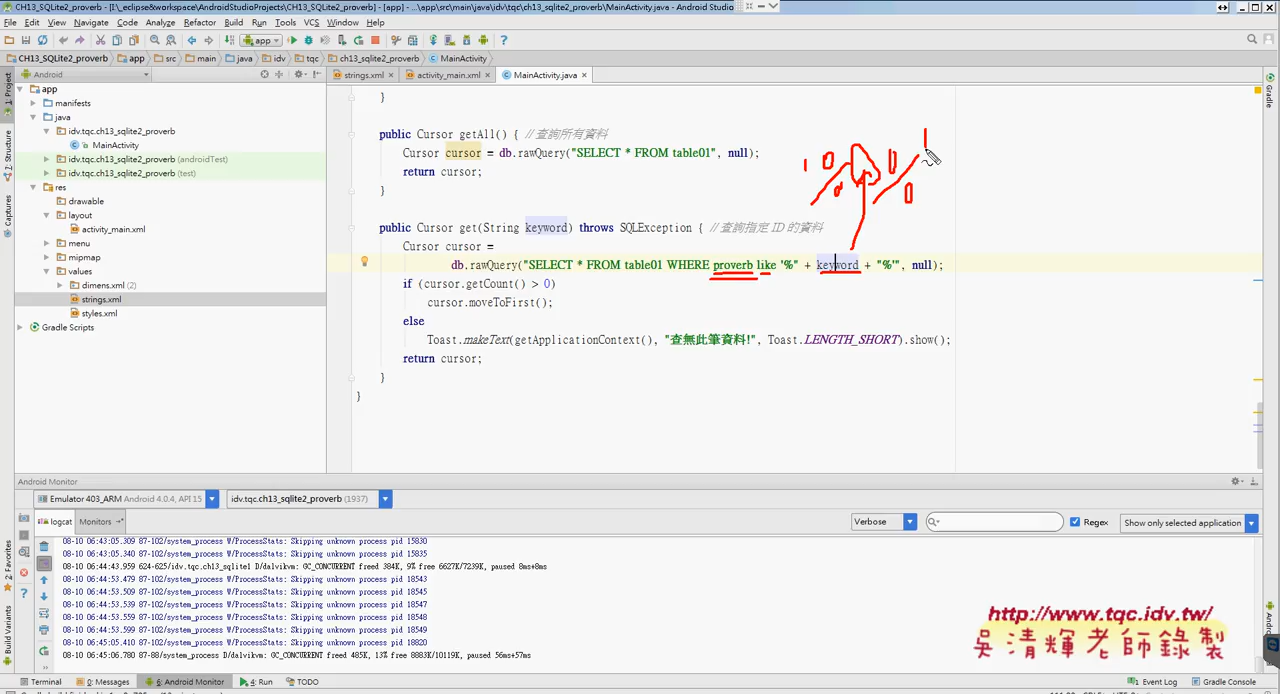 CH13_SQLite2_proverb - [E:\_eclipse&workspace\AndroidStudioProjects\CH13_SQLite2_proverb] - [app] - ...\app\src\main\java\idv\tqc\ch13_sqlite2_proverb\MainActivity.java - Android Studio
File Edit View Navigate Code Analyze Refactor Build Run Tools VCS Window Help
app
CH13_SQLite2_proverb app src main java idv tqc ch13_sqlite2_proverb MainActivity
Android
strings.xml activity_main.xml MainActivity.java
1: Project
7: Structure
Captures
2: Favorites
Build Variants
Gradle
app
manifests
java
idv.tqc.ch13_sqlite2_proverb
MainActivity
idv.tqc.ch13_sqlite2_proverb (androidTest)
idv.tqc.ch13_sqlite2_proverb (test)
res
drawable
layout
activity_main.xml
menu
mipmap
values
dimens.xml (2)
strings.xml
styles.xml
Gradle Scripts
}
public Cursor getAll() { //查詢所有資料
Cursor cursor = db.rawQuery("SELECT * FROM table01", null);
return cursor;
}
public Cursor get(String keyword) throws SQLException { //查詢指定 ID 的資料
Cursor cursor =
db.rawQuery("SELECT * FROM table01 WHERE proverb like '%" + keyword + "%'", null);
if (cursor.getCount() > 0)
cursor.moveToFirst();
else
Toast.makeText(getApplicationContext(), "查無此筆資料!", Toast.LENGTH_SHORT).show();
return cursor;
}
}
Android Monitor
Emulator 403_ARM Android 4.0.4, API 15 idv.tqc.ch13_sqlite2_proverb (1937)
logcat Monitors Verbose Regex Show only selected application
08-10 06:43:05.309 87-102/system_process W/ProcessStats: Skipping unknown process pid 15830
08-10 06:43:05.340 87-102/system_process W/ProcessStats: Skipping unknown process pid 15835
08-10 06:44:43.959 624-625/idv.tqc.ch13_sqlite1 D/dalvikvm: GC_CONCURRENT freed 384K, 9% free 6627K/7239K, paused 8ms+8ms
08-10 06:44:53.479 87-102/system_process W/ProcessStats: Skipping unknown process pid 18543
08-10 06:44:53.509 87-102/system_process W/ProcessStats: Skipping unknown process pid 18545
08-10 06:44:53.509 87-102/system_process W/ProcessStats: Skipping unknown process pid 18547
08-10 06:44:53.558 87-102/system_process W/ProcessStats: Skipping unknown process pid 18548
08-10 06:44:53.558 87-102/system_process W/ProcessStats: Skipping unknown process pid 18549
08-10 06:45:05.410 87-102/system_process W/ProcessStats: Skipping unknown process pid 18820
08-10 06:45:06.780 87-88/system_process D/dalvikvm: GC_CONCURRENT freed 485K, 13% free 8883K/10119K, paused 56ms+57ms
http://www.tqc.idv.tw/
吳清輝老師錄製
Terminal 0: Messages 6: Android Monitor 4: Run TODO 1 Event Log Gradle Console